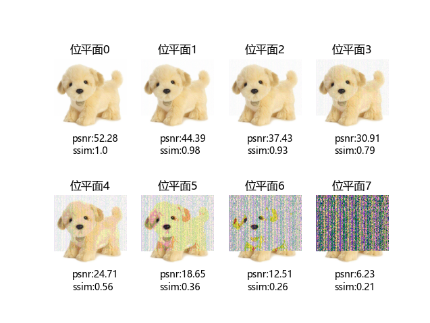 位平面0 位平面1 位平面2 位平面3
psnr:52.28 psnr:44.39 psnr:37.43 psnr:30.91
ssim:1.0 ssim:0.98 ssim:0.93 ssim:0.79
位平面4 位平面5 位平面6 位平面7
psnr:24.71 psnr:18.65 psnr:12.51 psnr:6.23
ssim:0.56 ssim:0.36 ssim:0.26 ssim:0.21